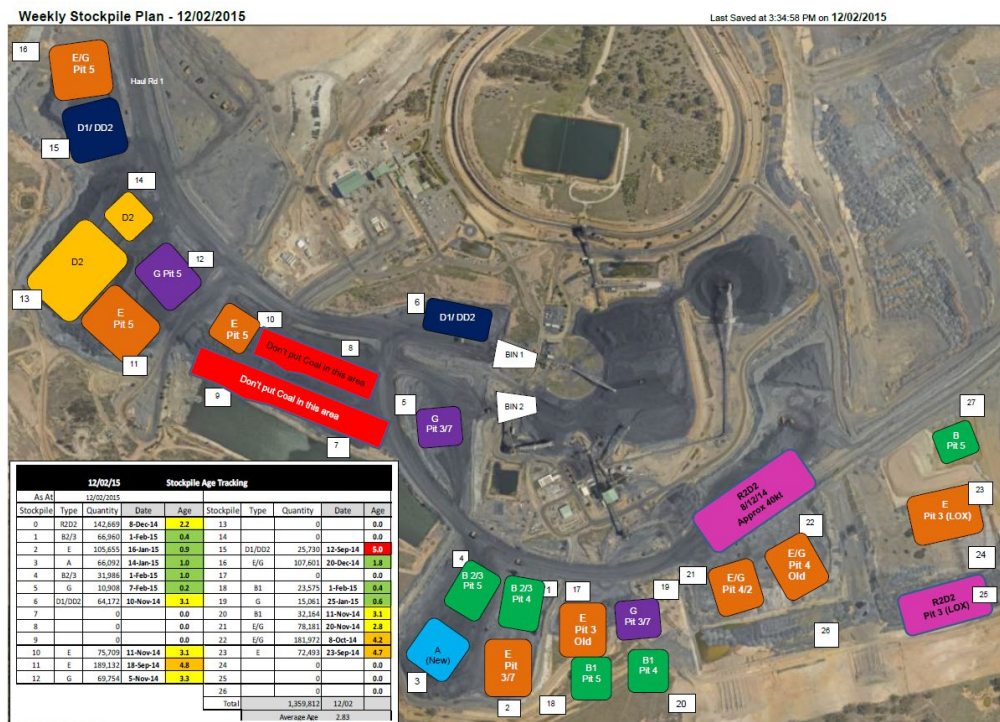 Weekly Stockpile Plan - 12/02/2015
Last Saved at 3:34:58 PM on 12/02/2015
16
E/G
Pit 5
Haul Rd 1
D1/ DD2
15
14
D2
D2
13
G Pit 5
12
E
Pit 5
11
E
Pit 5
10
8
Don't put Coal in this area
Don't put Coal in this area
9
7
6
D1/ DD2
BIN 1
BIN 2
5
G
Pit 3/7
27
B
Pit 5
23
E
Pit 3 (LOX)
24
25
R2D2
Pit 3 (LOX)
R2D2
8/12/14
Approx 40kt
22
E/G
Pit 4
Old
21
E/G
Pit 4/2
26
4
B 2/3
Pit 5
B 2/3
Pit 4
1
17
E
Pit 3
Old
19
G
Pit 3/7
A
(New)
3
E
Pit
3/7
2
18
B1
Pit 5
B1
Pit 4
20
12/02/15 Stockpile Age Tracking
As At 12/02/2015
Stockpile Type Quantity Date Age Stockpile Type Quantity Date Age
0 R2D2 142,669 8-Dec-14 2.2 13 0 0.0
1 B2/3 66,960 1-Feb-15 0.4 14 0 0.0
2 E 105,655 16-Jan-15 0.9 15 D1/DD2 25,730 12-Sep-14 5.0
3 A 66,092 14-Jan-15 1.0 16 E/G 107,601 20-Dec-14 1.8
4 B2/3 31,986 1-Feb-15 1.0 17 0 0.0
5 G 10,908 7-Feb-15 0.2 18 B1 23,575 1-Feb-15 0.4
6 D1/DD2 64,172 10-Nov-14 3.1 19 G 15,061 25-Jan-15 0.6
7 0 0.0 20 B1 32,164 11-Nov-14 3.1
8 0 0.0 21 E/G 78,181 20-Nov-14 2.8
9 0 0.0 22 E/G 181,972 8-Oct-14 4.2
10 E 75,709 11-Nov-14 3.1 23 E 72,493 23-Sep-14 4.7
11 E 189,132 18-Sep-14 4.8 24 0 0.0
12 G 69,754 5-Nov-14 3.3 25 0 0.0
26 0 0.0
Total 1,359,812 12/02
Average Age 2.83